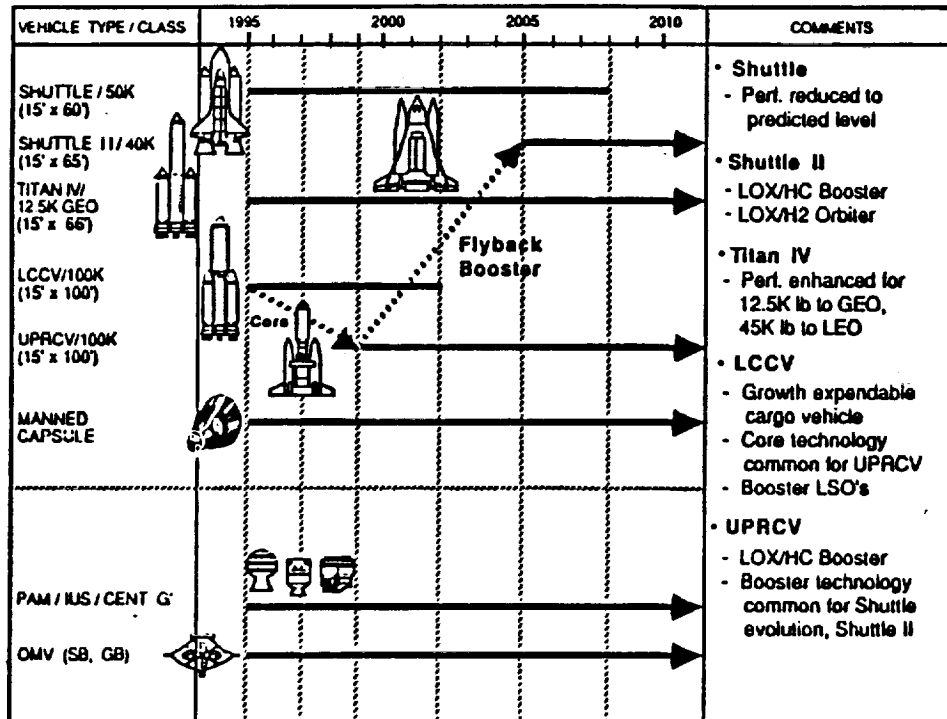 VEHICLE TYPE / CLASS
1995
2000
2005
2010
COMMENTS
SHUTTLE / 50K
(15' x 60')
SHUTTLE II / 40K
(15' x 65')
TITAN IV/
12.5K GEO
(15' x 66')
LCCV/100K
(15' x 100')
UPRCV/100K
(15' x 100')
MANNED
CAPSULE
PAM / IUS / CENT G'
OMV (SB, GB)
Flyback
Booster
Core
• Shuttle
- Perf. reduced to
predicted level
• Shuttle II
- LOX/HC Booster
- LOX/H2 Orbiter
• Titan IV
- Perf. enhanced for
12.5K lb to GEO,
45K lb to LEO
• LCCV
- Growth expendable
cargo vehicle
- Core technology
common for UPRCV
- Booster LSO's
• UPRCV
- LOX/HC Booster
- Booster technology
common for Shuttle
evolution, Shuttle II